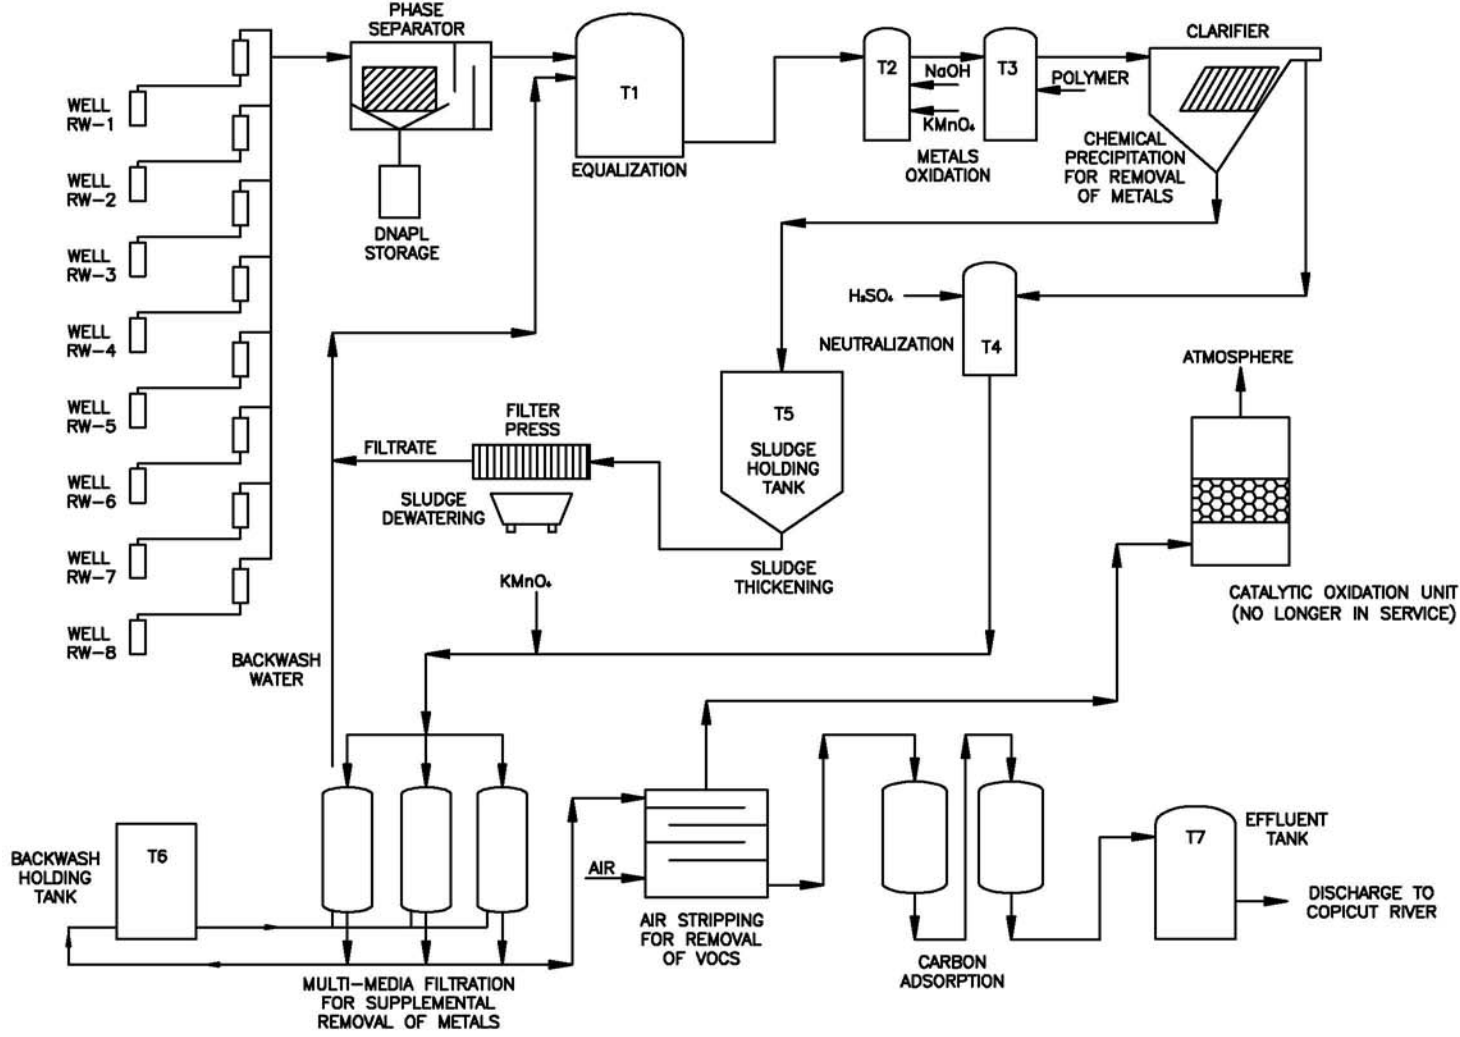 PHASE
SEPARATOR
CLARIFIER
WELL
RW-1
WELL
RW-2
WELL
RW-3
WELL
RW-4
WELL
RW-5
WELL
RW-6
WELL
RW-7
WELL
RW-8
DNAPL
STORAGE
T1
EQUALIZATION
T2
NaOH
KMnO₄
T3
POLYMER
METALS
OXIDATION
CHEMICAL
PRECIPITATION
FOR REMOVAL
OF METALS
H₂SO₄
NEUTRALIZATION
T4
ATMOSPHERE
FILTER
PRESS
FILTRATE
SLUDGE
DEWATERING
T5
SLUDGE
HOLDING
TANK
SLUDGE
THICKENING
KMnO₄
CATALYTIC OXIDATION UNIT
(NO LONGER IN SERVICE)
BACKWASH
WATER
BACKWASH
HOLDING
TANK
T6
MULTI-MEDIA FILTRATION
FOR SUPPLEMENTAL
REMOVAL OF METALS
AIR
AIR STRIPPING
FOR REMOVAL
OF VOCS
CARBON
ADSORPTION
T7
EFFLUENT
TANK
DISCHARGE TO
COPICUT RIVER